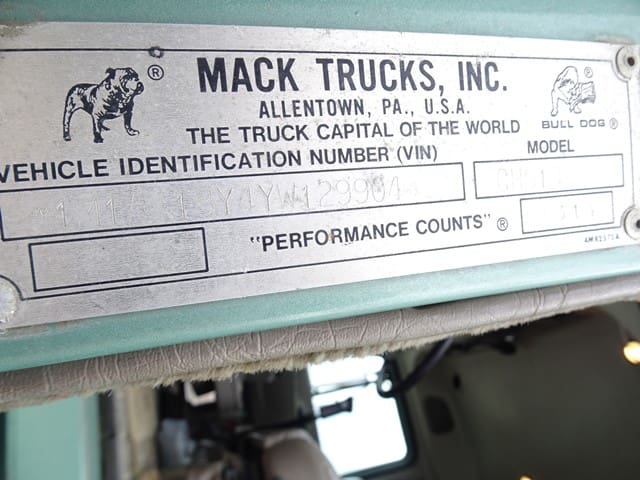 MACK TRUCKS, INC.
ALLENTOWN, PA., U.S.A.
THE TRUCK CAPITAL OF THE WORLD
BULL DOG ®
VEHICLE IDENTIFICATION NUMBER (VIN)
MODEL
"PERFORMANCE COUNTS" ®